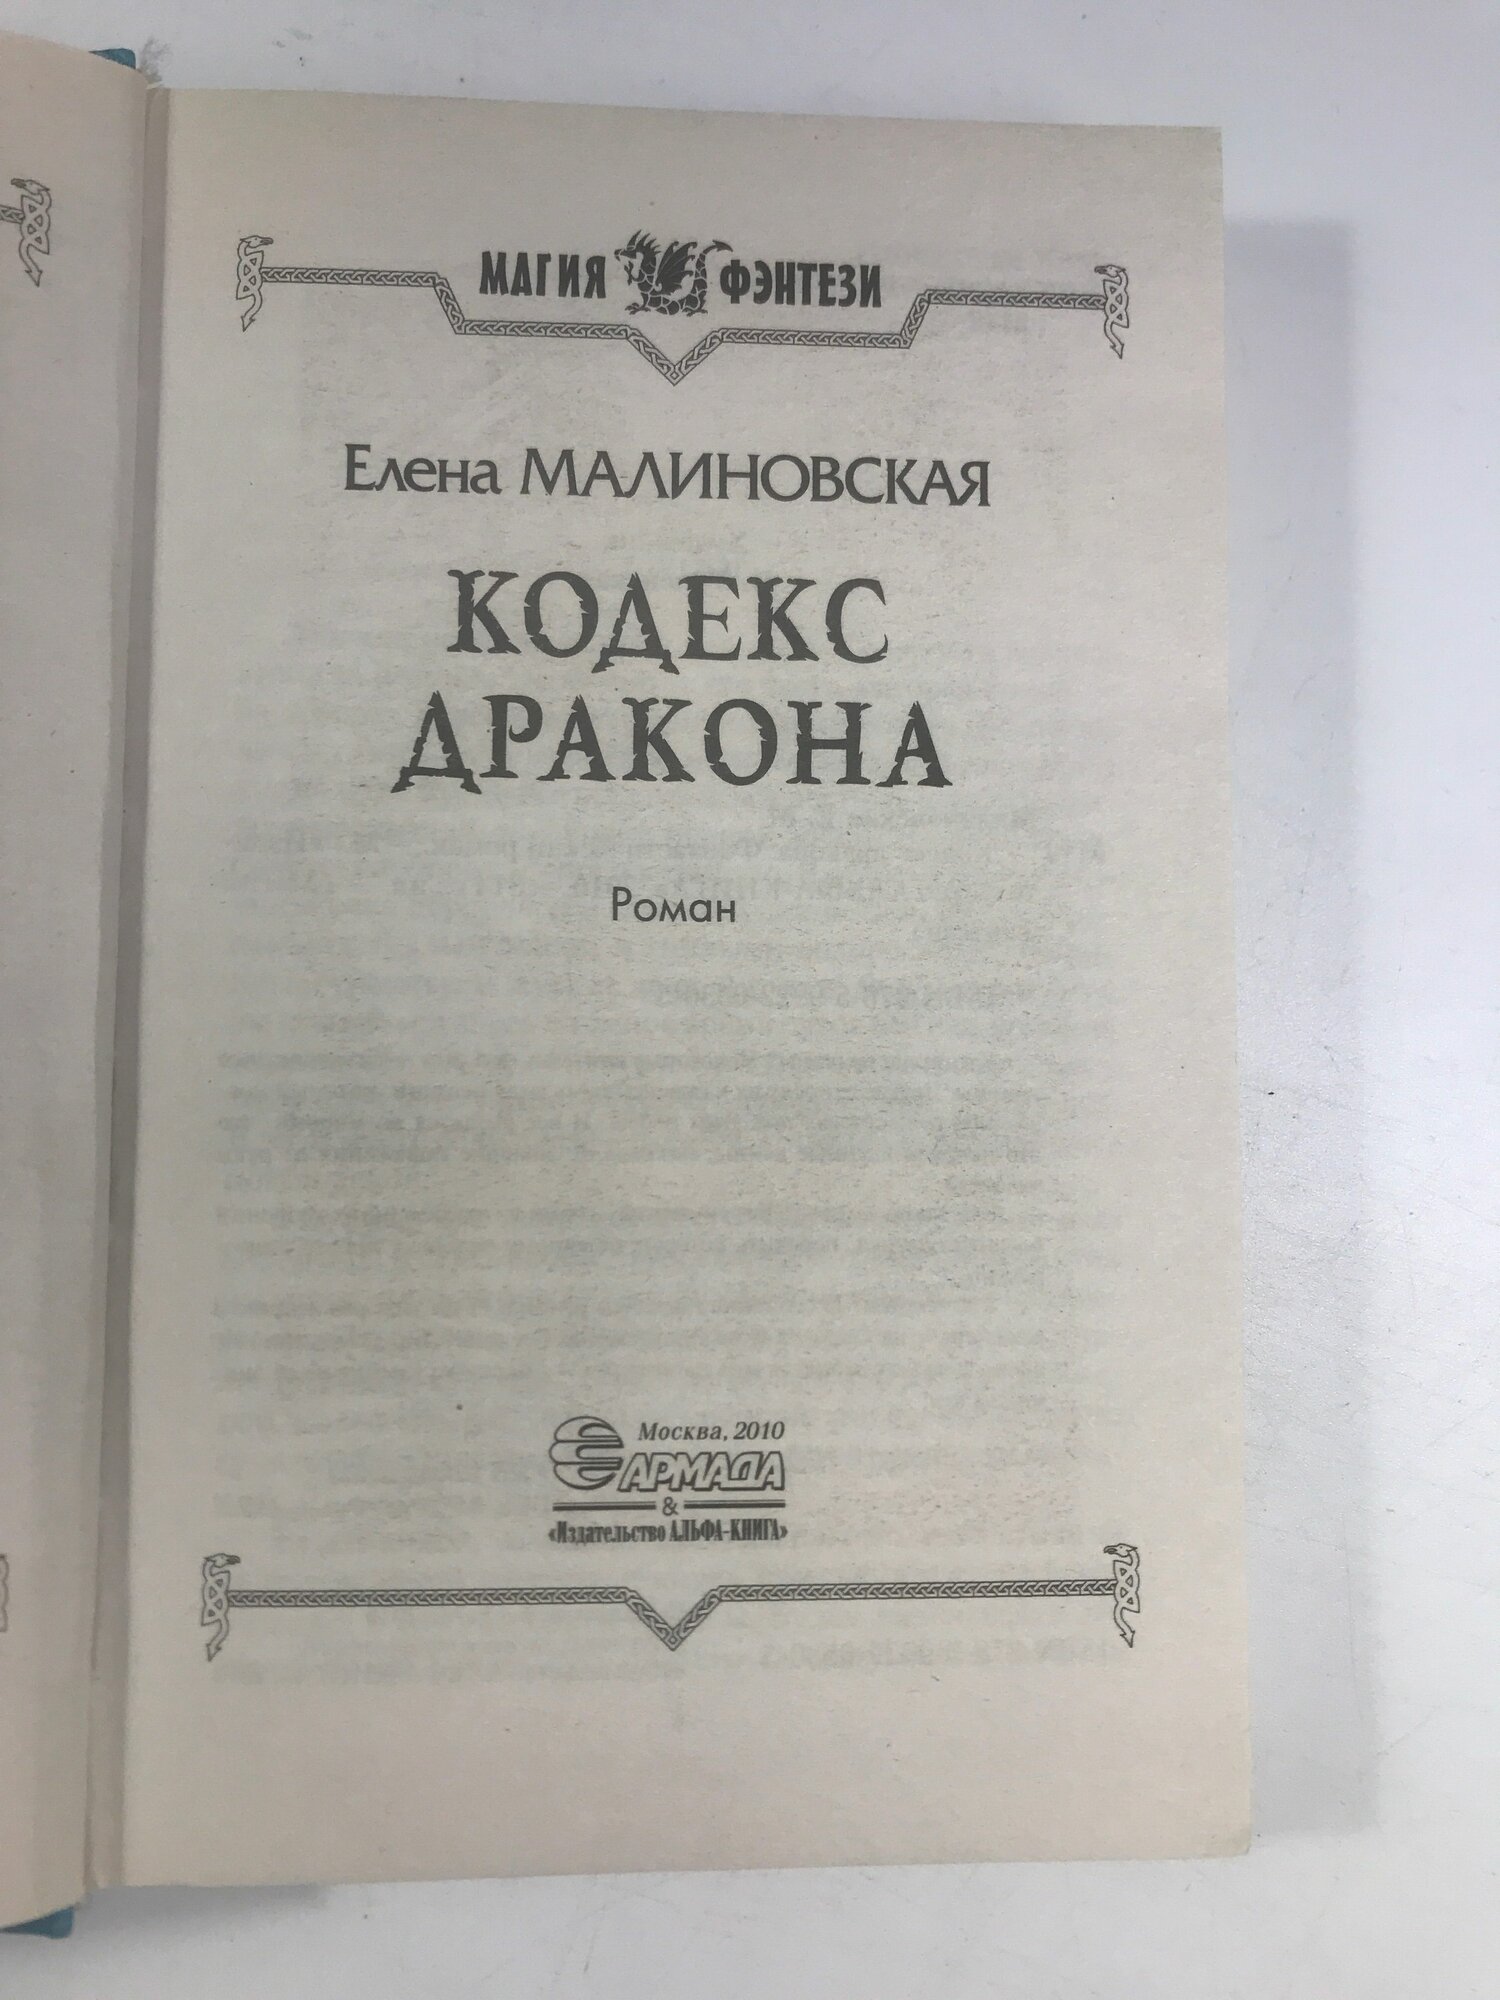 МАГИЯ ФЭНТЕЗИ
Елена МАЛИНОВСКАЯ
КОДЕКС
ДРАКОНА
Роман
Москва, 2010
АРМАДА
&
«Издательство АЛЬФА-КНИГА»